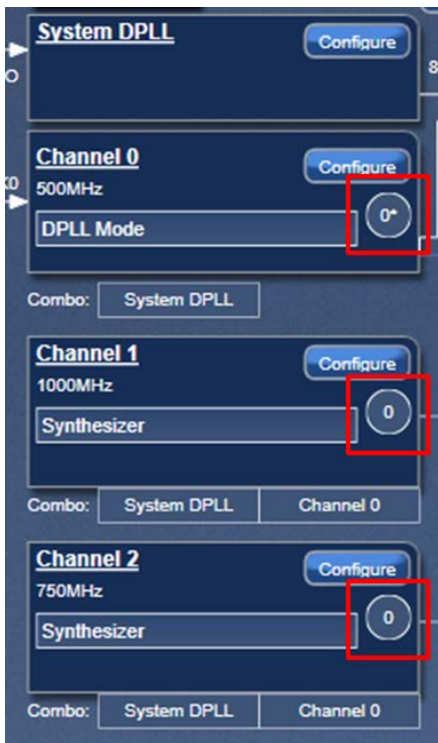 System DPLL
Configure
8
O
Channel 0
Configure
500MHz
0*
DPLL Mode
Combo: System DPLL
Channel 1
Configure
1000MHz
0
Synthesizer
Combo: System DPLL Channel 0
Channel 2
Configure
750MHz
0
Synthesizer
Combo: System DPLL Channel 0